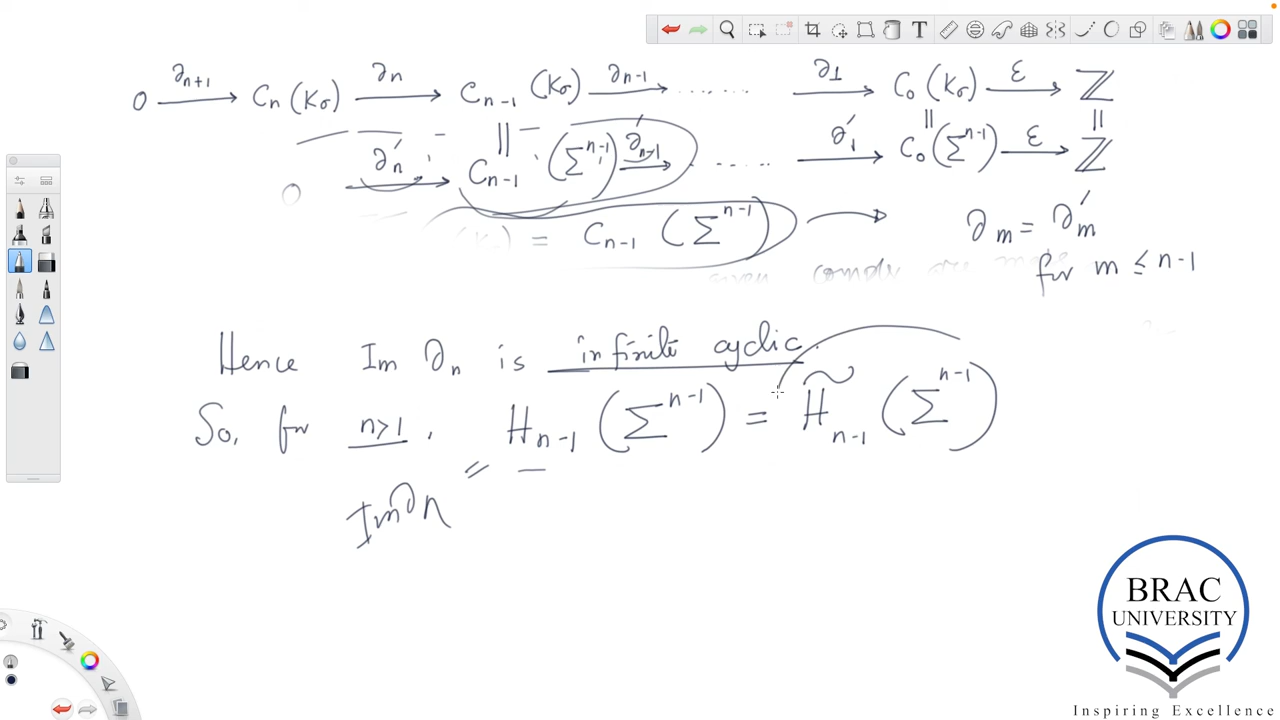 0 —∂ₙ₊₁→ Cₙ(Kσ) —∂ₙ→ Cₙ₋₁(Kσ) —∂ₙ₋₁→ ...... —∂₁→ C₀(Kσ) —ε→ ℤ
|| || ||
0 —∂'ₙ→ Cₙ₋₁(Σⁿ⁻¹) —∂'ₙ₋₁→ ...... —∂'₁→ C₀(Σⁿ⁻¹) —ε→ ℤ
= Cₙ₋₁(Σⁿ⁻¹) → ∂ₘ = ∂'ₘ
for m ≤ n-1
given
Hence Im ∂ₙ is infinite cyclic.
So, for n>1, Hₙ₋₁(Σⁿ⁻¹) = H̃ₙ₋₁(Σⁿ⁻¹)
=
Im ∂n
BRAC
UNIVERSITY
Inspiring Excellence